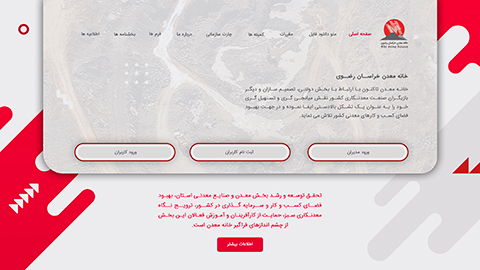 صفحه اصلی
منو دانلود فایل
مقررات
کمیته ها
چارت سازمانی
درباره ما
فرم ها
بخشنامه ها
اطلاعیه ها
خانه معدن خراسان رضوی
خانه معدن تاکنون با ارتباط با بخش دولتی، تصمیم سازان و دیگر
بازیگران صنعت معدنکاری کشور نقش میانجی گری و تسهیل گری
خود را به عنوان یک تشکل بالادستی ایفا نموده و در جهت بهبود
فضای کسب و کارهای معدنی کشور تلاش می نماید.
ورود مدیران
ثبت نام کاربران
ورود کاربران
تحقق توسعه و رشد بخش معدن و صنایع معدنی استان، بهبود
فضای کسب و کار و سرمایه گذاری در کشور، ترویج نگاه
معدنکاری سبز، حمایت از کارآفرینان و آموزش فعالان این بخش
از چشم اندازهای فراگیر خانه معدن است.
اطلاعات بیشتر